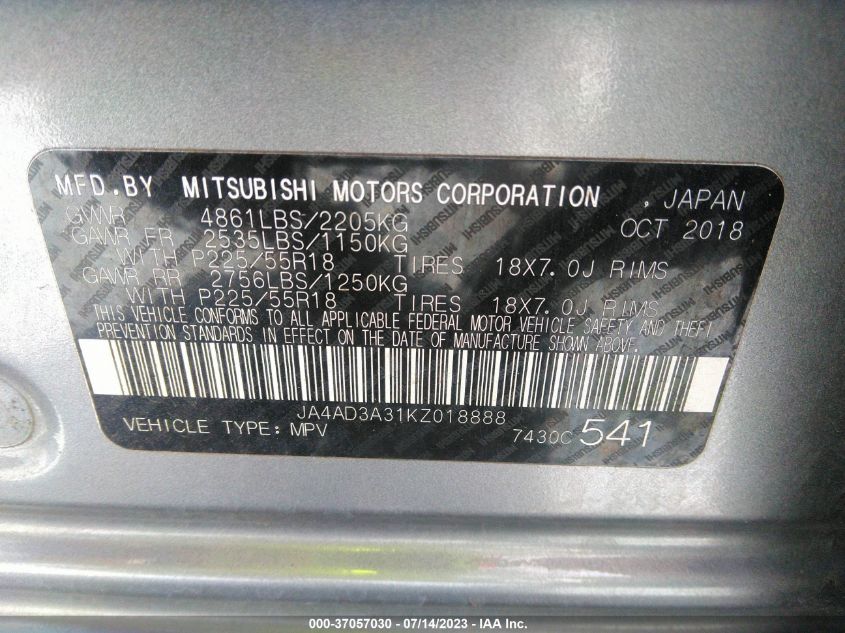 MFD.BY MITSUBISHI MOTORS CORPORATION , JAPAN
GVWR 4861LBS/2205KG OCT 2018
GAWR FR 2535LBS/1150KG
WITH P225/55R18 TIRES 18X7.0J RIMS
GAWR RR 2756LBS/1250KG
WITH P225/55R18 TIRES 18X7.0J RIMS
THIS VEHICLE CONFORMS TO ALL APPLICABLE FEDERAL MOTOR VEHICLE SAFETY AND THEFT
PREVENTION STANDARDS IN EFFECT ON THE DATE OF MANUFACTURE SHOWN ABOVE.
JA4AD3A31KZ018888
VEHICLE TYPE: MPV 7430C 541
000-37057030 - 07/14/2023 - IAA Inc.